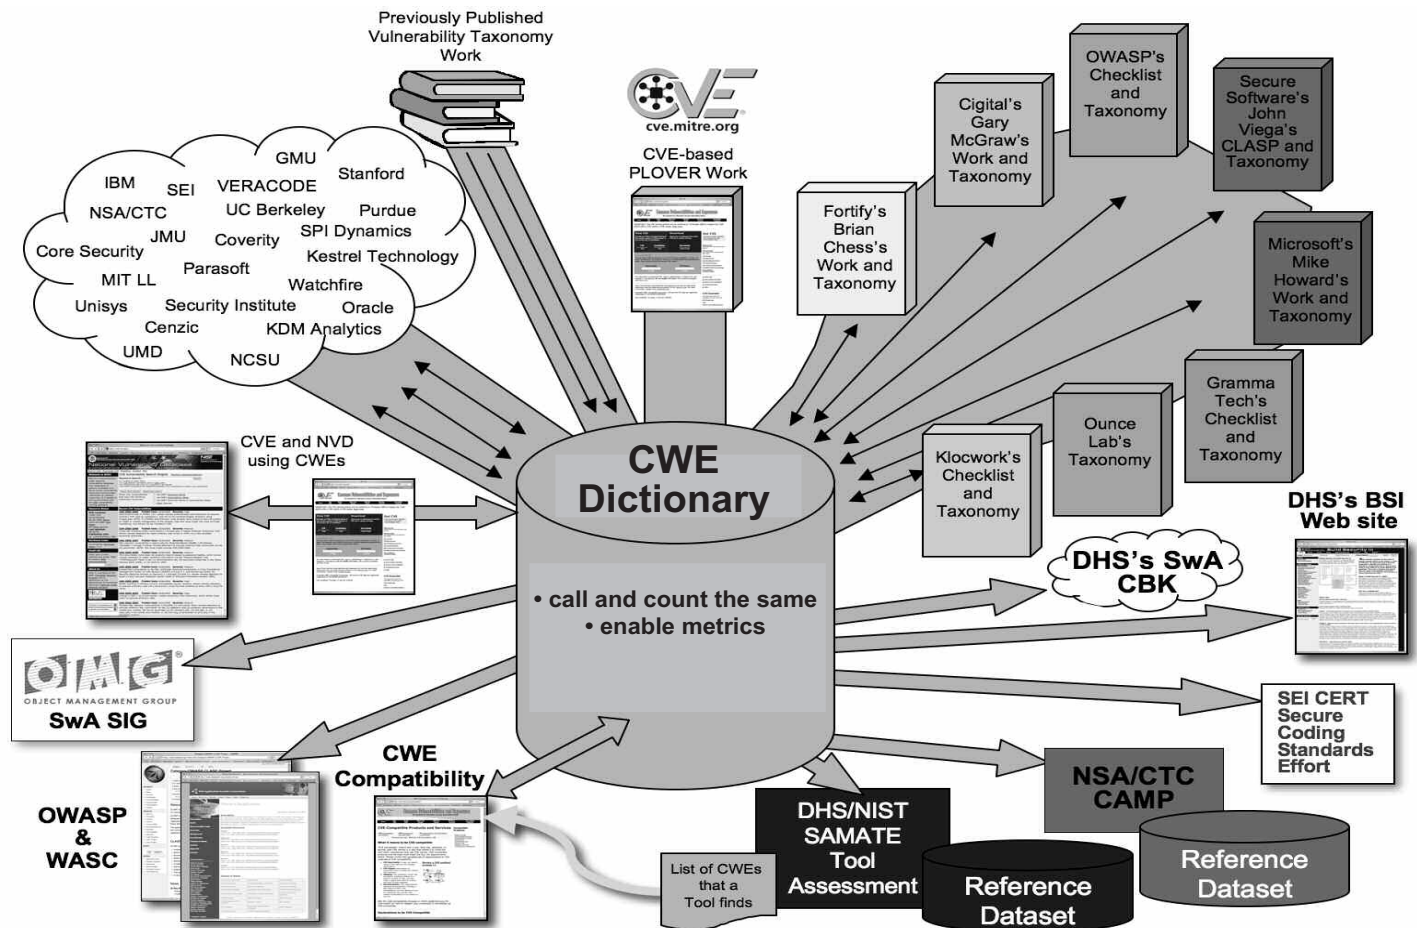 Previously Published
Vulnerability Taxonomy
Work
CVE
cve.mitre.org
CVE-based
PLOVER Work
GMU
Stanford
IBM
SEI
VERACODE
NSA/CTC
UC Berkeley
Purdue
JMU
Coverity
SPI Dynamics
Core Security
Kestrel Technology
Parasoft
MIT LL
Watchfire
Unisys
Security Institute
Oracle
Cenzic
KDM Analytics
UMD
NCSU
Fortify's
Brian
Chess's
Work and
Taxonomy
Cigital's
Gary
McGraw's
Work and
Taxonomy
OWASP's
Checklist
and
Taxonomy
Secure
Software's
John
Viega's
CLASP and
Taxonomy
Microsoft's
Mike
Howard's
Work and
Taxonomy
Gramma
Tech's
Checklist
and
Taxonomy
Ounce
Lab's
Taxonomy
Klocwork's
Checklist
and
Taxonomy
CVE and NVD
using CWEs
CWE
Dictionary
• call and count the same
• enable metrics
DHS's BSI
Web site
DHS's SwA
CBK
OMG®
OBJECT MANAGEMENT GROUP
SwA SIG
SEI CERT
Secure
Coding
Standards
Effort
CWE
Compatibility
OWASP
&
WASC
NSA/CTC
CAMP
DHS/NIST
SAMATE
Tool
Assessment
List of CWEs
that a
Tool finds
Reference
Dataset
Reference
Dataset